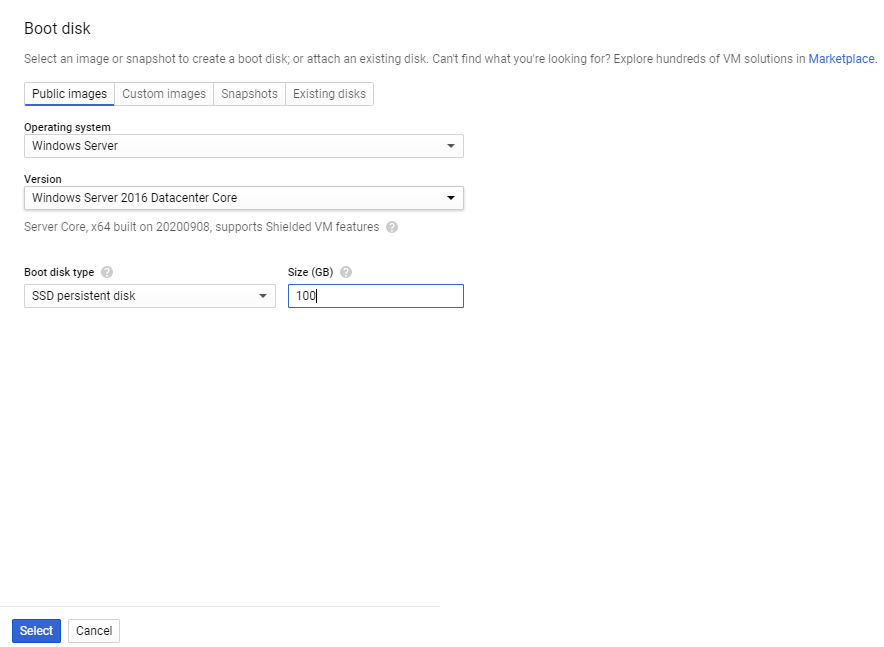 Boot disk
Select an image or snapshot to create a boot disk; or attach an existing disk. Can't find what you're looking for? Explore hundreds of VM solutions in Marketplace.
Public images Custom images Snapshots Existing disks
Operating system
Windows Server
Version
Windows Server 2016 Datacenter Core
Server Core, x64 built on 20200908, supports Shielded VM features ?
Boot disk type ? Size (GB) ?
SSD persistent disk 100
Select Cancel